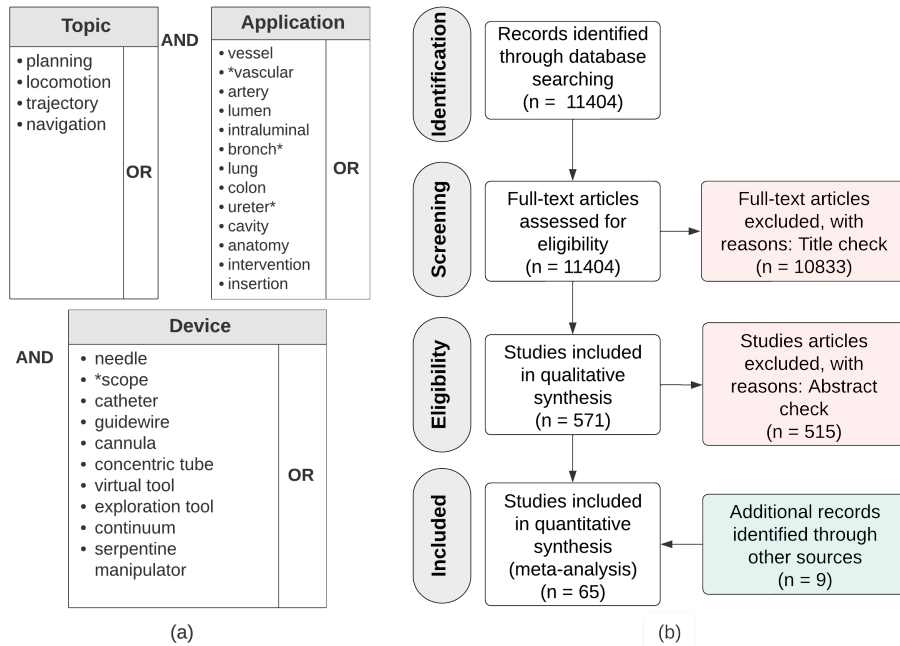 Topic
• planning
• locomotion
• trajectory
• navigation
OR
AND
Application
• vessel
• *vascular
• artery
• lumen
• intraluminal
• bronch*
• lung
• colon
• ureter*
• cavity
• anatomy
• intervention
• insertion
OR
AND
Device
• needle
• *scope
• catheter
• guidewire
• cannula
• concentric tube
• virtual tool
• exploration tool
• continuum
• serpentine
manipulator
OR
(a)
Identification
Records identified
through database
searching
(n = 11404)
Screening
Full-text articles
assessed for
eligibility
(n = 11404)
Full-text articles
excluded, with
reasons: Title check
(n = 10833)
Eligibility
Studies included
in qualitative
synthesis
(n = 571)
Studies articles
excluded, with
reasons: Abstract
check
(n = 515)
Included
Studies included
in quantitative
synthesis
(meta-analysis)
(n = 65)
Additional records
identified through
other sources
(n = 9)
(b)